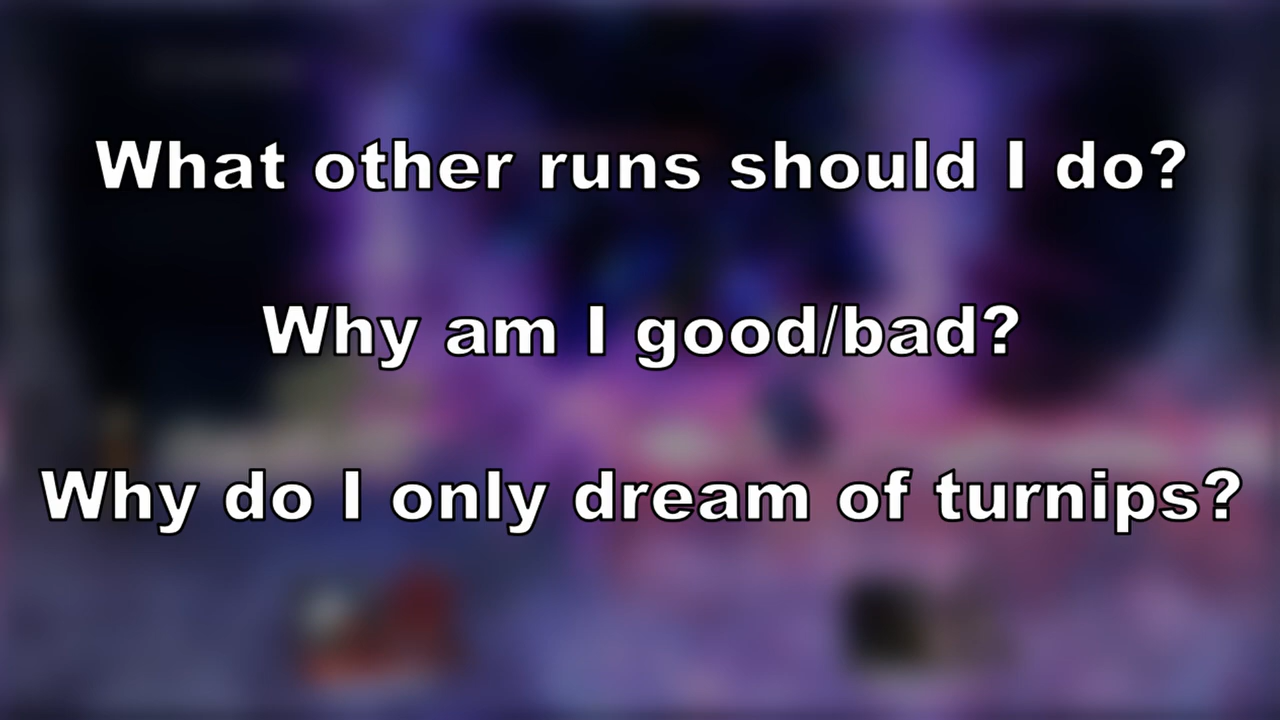 What other runs should I do?
Why am I good/bad?
Why do I only dream of turnips?